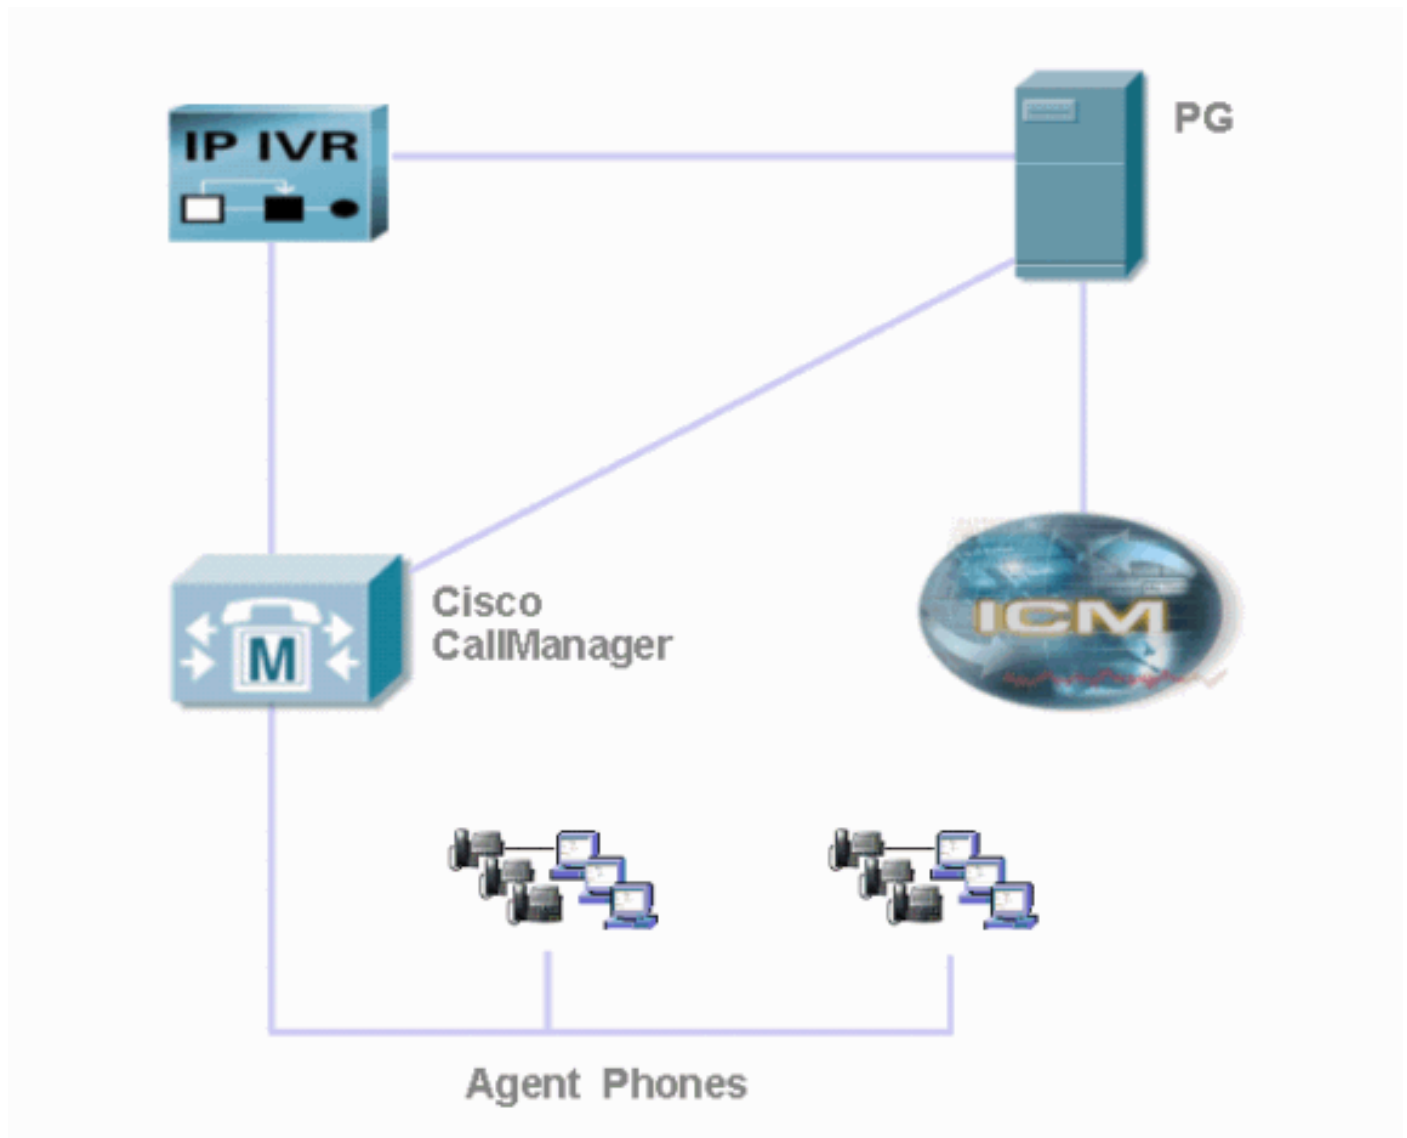 IP IVR
PG
Cisco
CallManager
M
ICM
Agent Phones